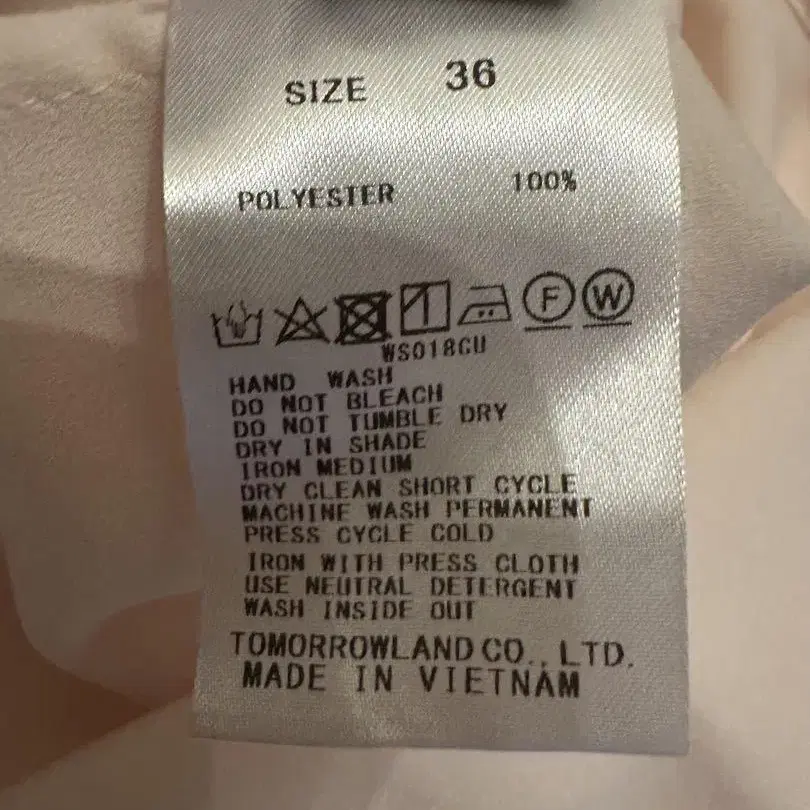 SIZE 36
POLYESTER 100%
F W
WS018CU
HAND WASH
DO NOT BLEACH
DO NOT TUMBLE DRY
DRY IN SHADE
IRON MEDIUM
DRY CLEAN SHORT CYCLE
MACHINE WASH PERMANENT
PRESS CYCLE COLD
IRON WITH PRESS CLOTH
USE NEUTRAL DETERGENT
WASH INSIDE OUT
TOMORROWLAND CO., LTD.
MADE IN VIETNAM